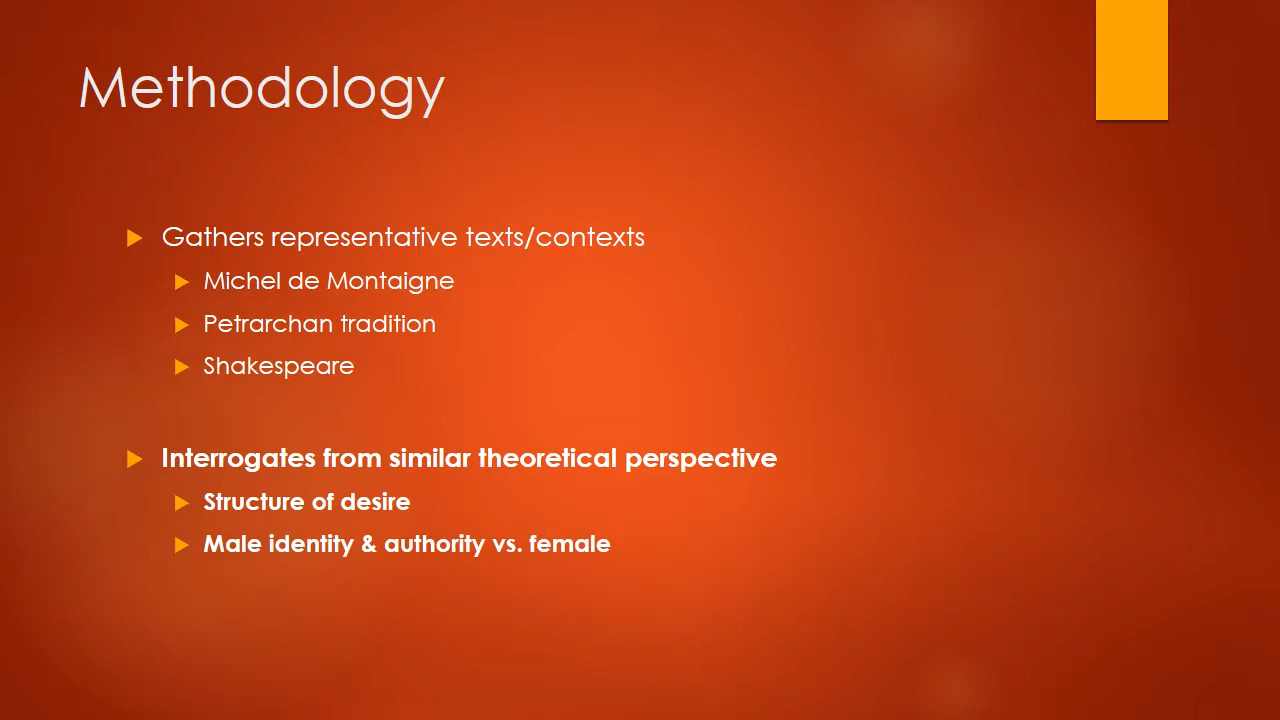 Methodology
Gathers representative texts/contexts
Michel de Montaigne
Petrarchan tradition
Shakespeare
Interrogates from similar theoretical perspective
Structure of desire
Male identity & authority vs. female